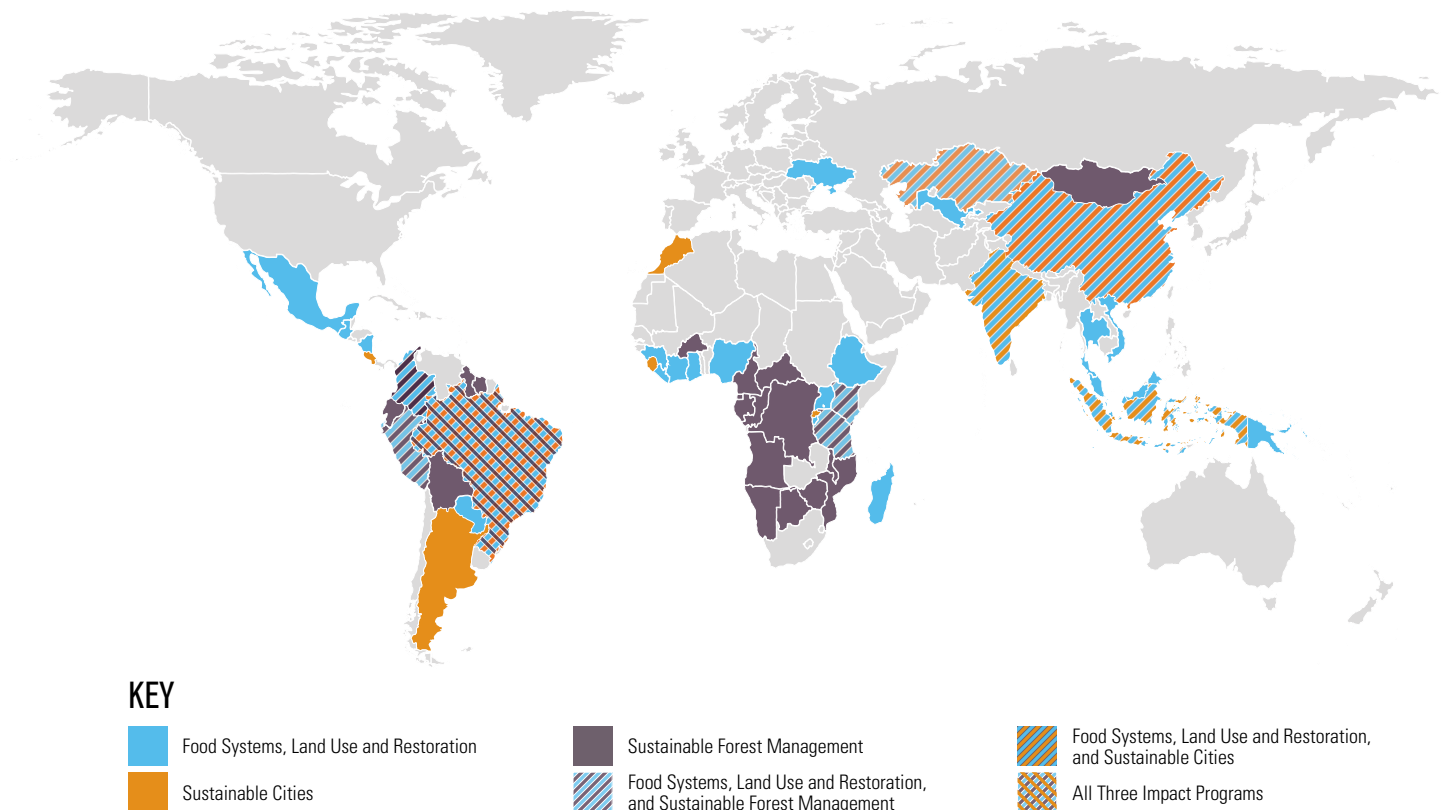 KEY
Food Systems, Land Use and Restoration
Sustainable Cities
Sustainable Forest Management
Food Systems, Land Use and Restoration,
and Sustainable Forest Management
Food Systems, Land Use and Restoration,
and Sustainable Cities
All Three Impact Programs